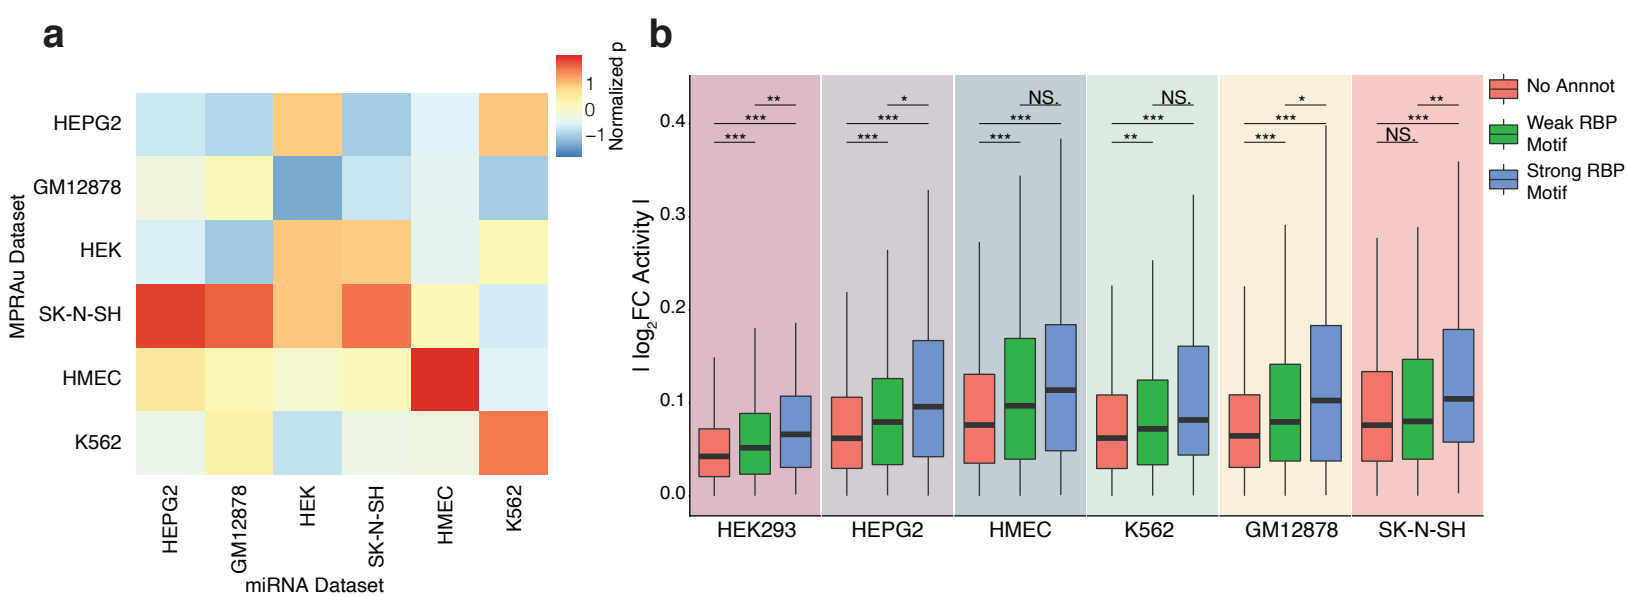 a
Normalized p
1
0
−1
MPRAu Dataset
HEPG2
GM12878
HEK
SK-N-SH
HMEC
K562
HEPG2
GM12878
HEK
SK-N-SH
HMEC
K562
miRNA Dataset
b
| log2FC Activity |
0.4
0.3
0.2
0.1
0.0
**
***
***
*
***
***
NS.
***
***
NS.
***
**
*
***
***
**
***
NS.
HEK293
HEPG2
HMEC
K562
GM12878
SK-N-SH
No Annnot
Weak RBP
Motif
Strong RBP
Motif